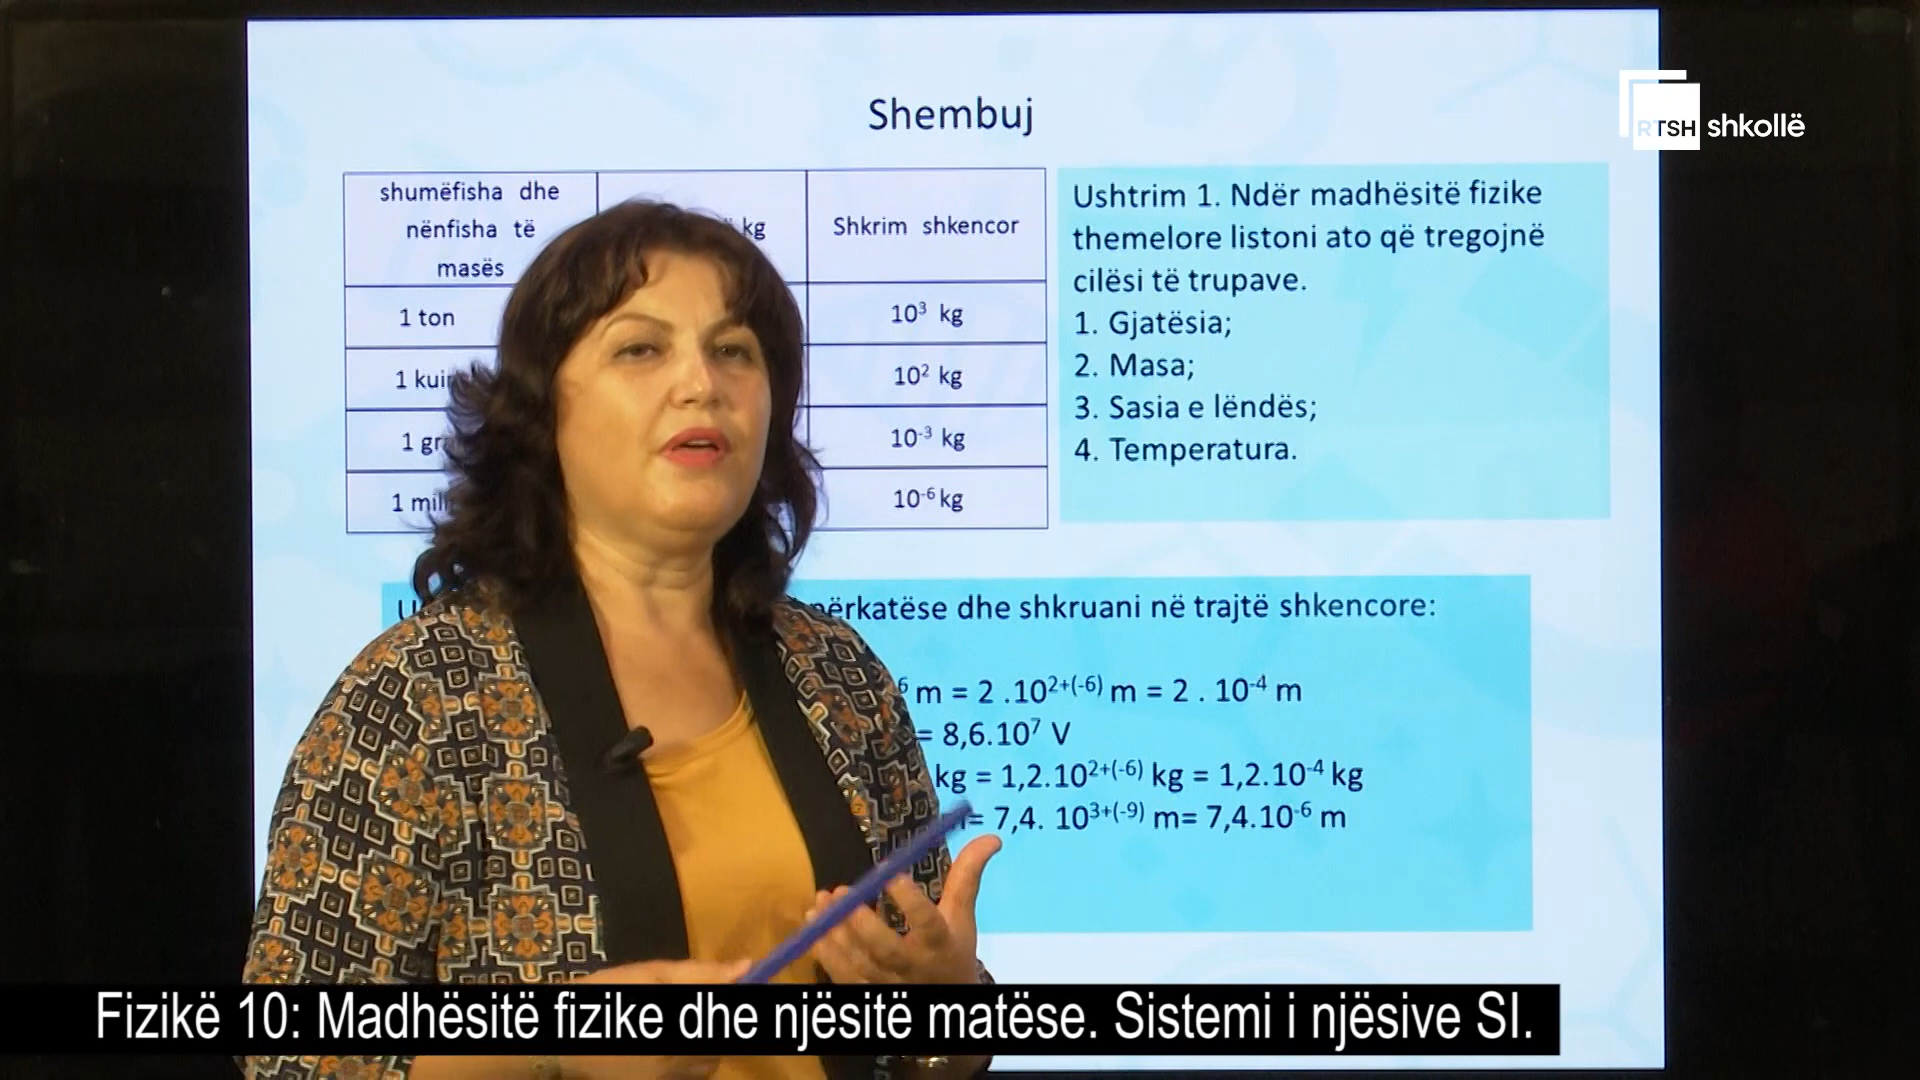 Shembuj
RTSH shkollë
shumëfisha dhe
nënfisha të
masës
kg
Shkrim shkencor
1 ton
10³ kg
1
10² kg
1
10⁻³ kg
1
10⁻⁶ kg
Ushtrim 1. Ndër madhësitë fizike
themelore listoni ato që tregojnë
cilësi të trupave.
1. Gjatësia;
2. Masa;
3. Sasia e lëndës;
4. Temperatura.
dhe shkruani në trajtë shkencore:
⁶ m = 2 .10²⁺⁽⁻⁶⁾ m = 2 . 10⁻⁴ m
= 8,6.10⁷ V
kg = 1,2.10²⁺⁽⁻⁶⁾ kg = 1,2.10⁻⁴ kg
= 7,4. 10³⁺⁽⁻⁹⁾ m= 7,4.10⁻⁶ m
Fizikë 10: Madhësitë fizike dhe njësitë matëse. Sistemi i njësive SI.